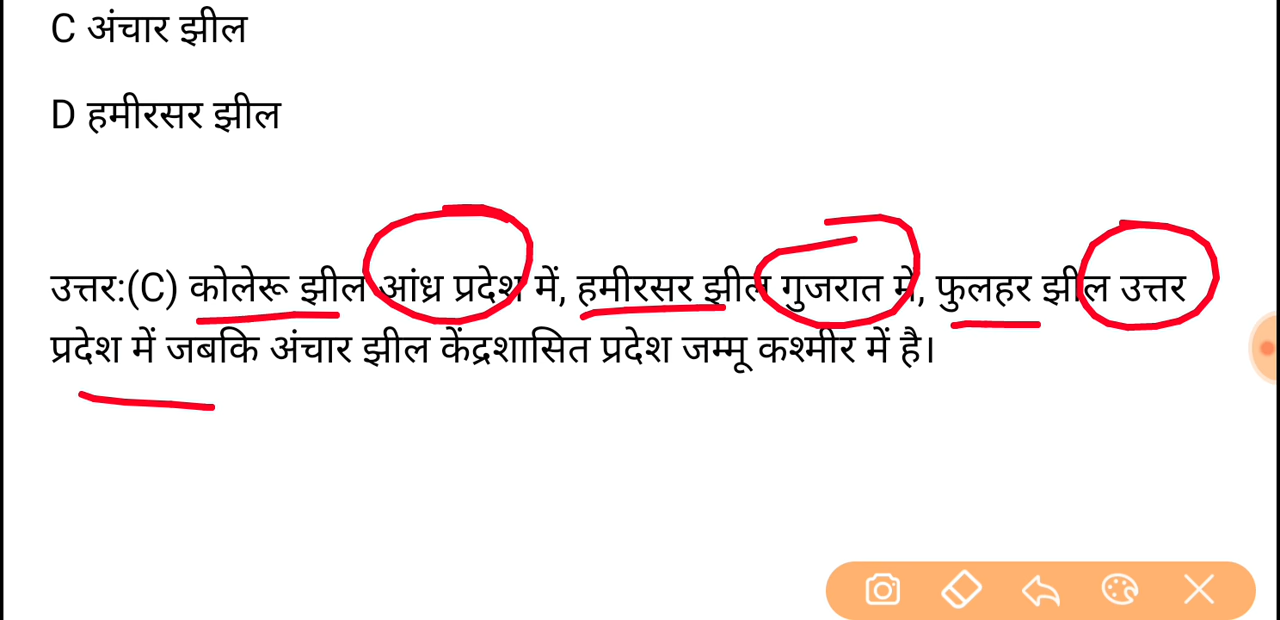 C अंचार झील
D हमीरसर झील
उत्तर:(C) कोलेरू झील आंध्र प्रदेश में, हमीरसर झील गुजरात मे, फुलहर झील उत्तर
प्रदेश में जबकि अंचार झील केंद्रशासित प्रदेश जम्मू कश्मीर में है।